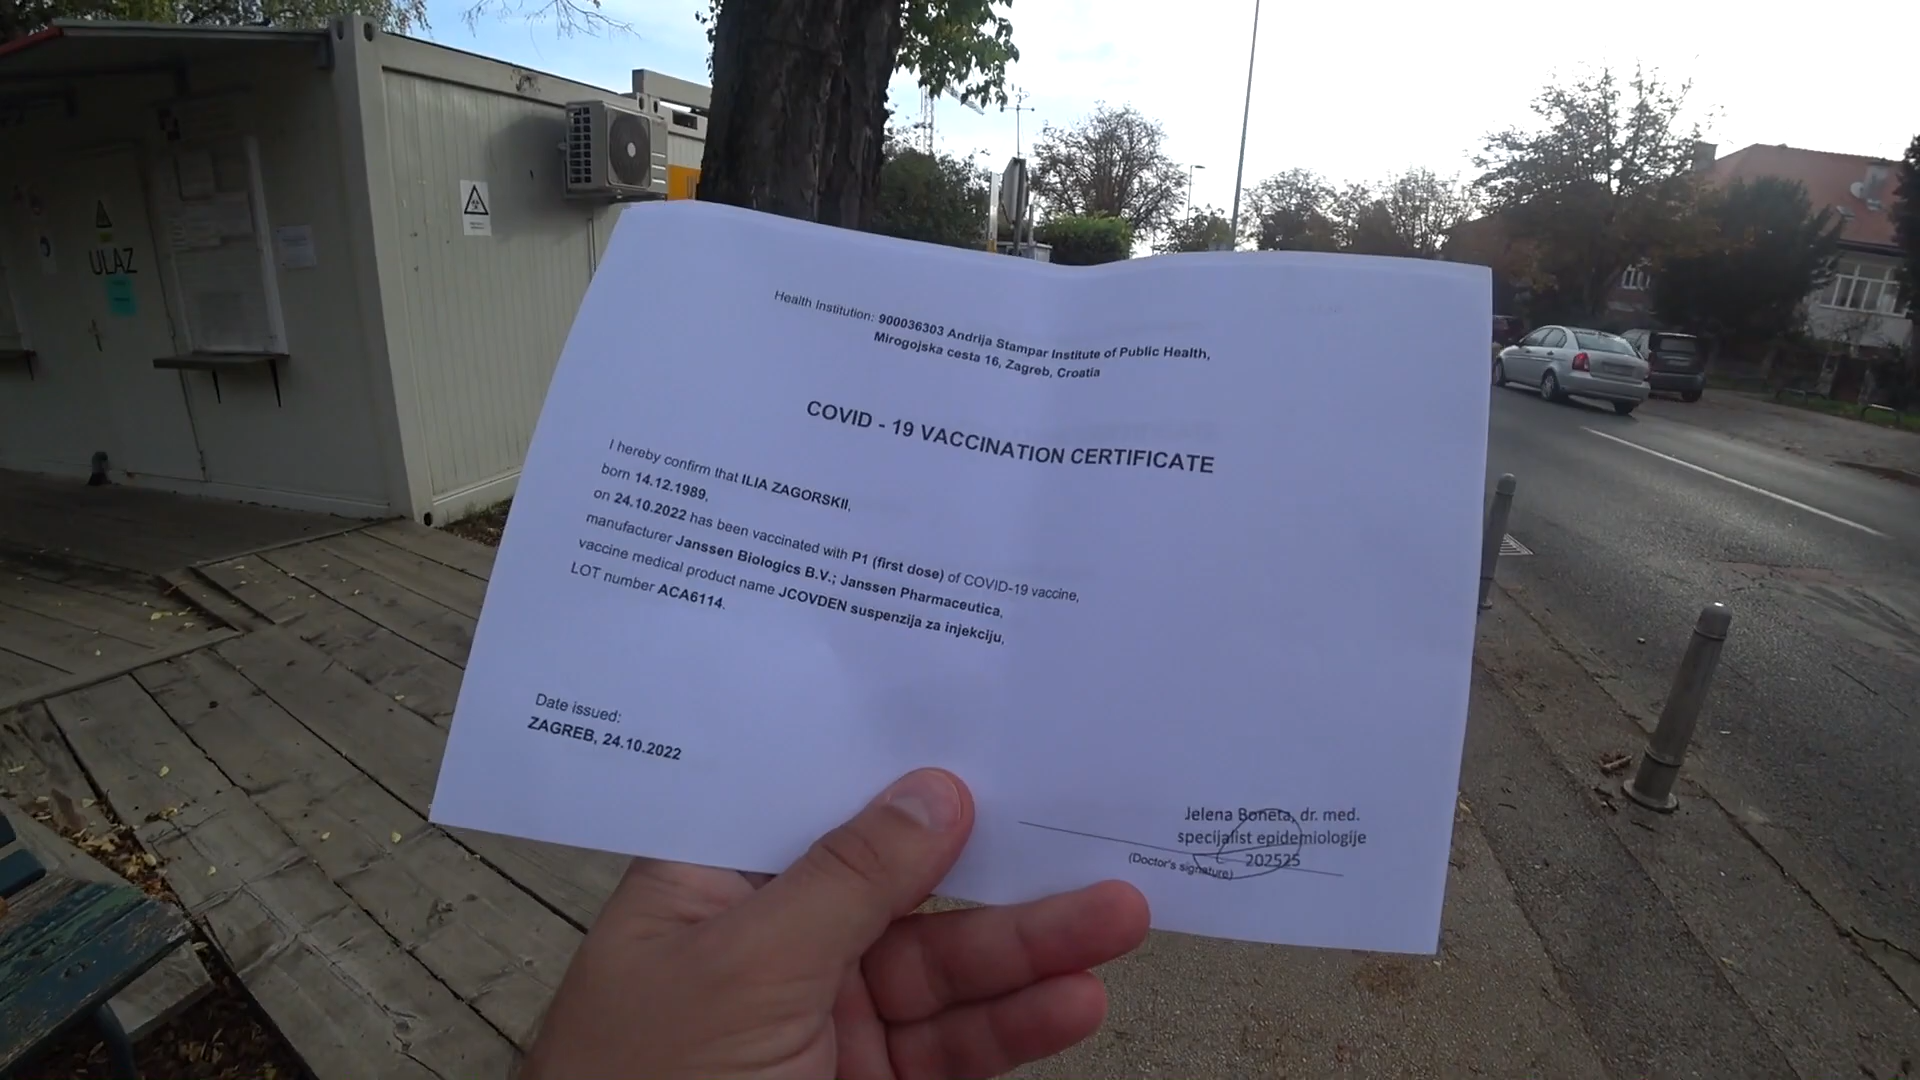 ULAZ
Health Institution: 900036303 Andrija Stampar Institute of Public Health,
Mirogojska cesta 16, Zagreb, Croatia
COVID - 19 VACCINATION CERTIFICATE
I hereby confirm that ILIA ZAGORSKII,
born 14.12.1989,
on 24.10.2022 has been vaccinated with P1 (first dose) of COVID-19 vaccine,
manufacturer Janssen Biologics B.V.; Janssen Pharmaceutica,
vaccine medical product name JCOVDEN suspenzija za injekciju,
LOT number ACA6114.
Date issued:
ZAGREB, 24.10.2022
Jelena Boneta, dr. med.
specijalist epidemiologije
202525
(Doctor's signature)